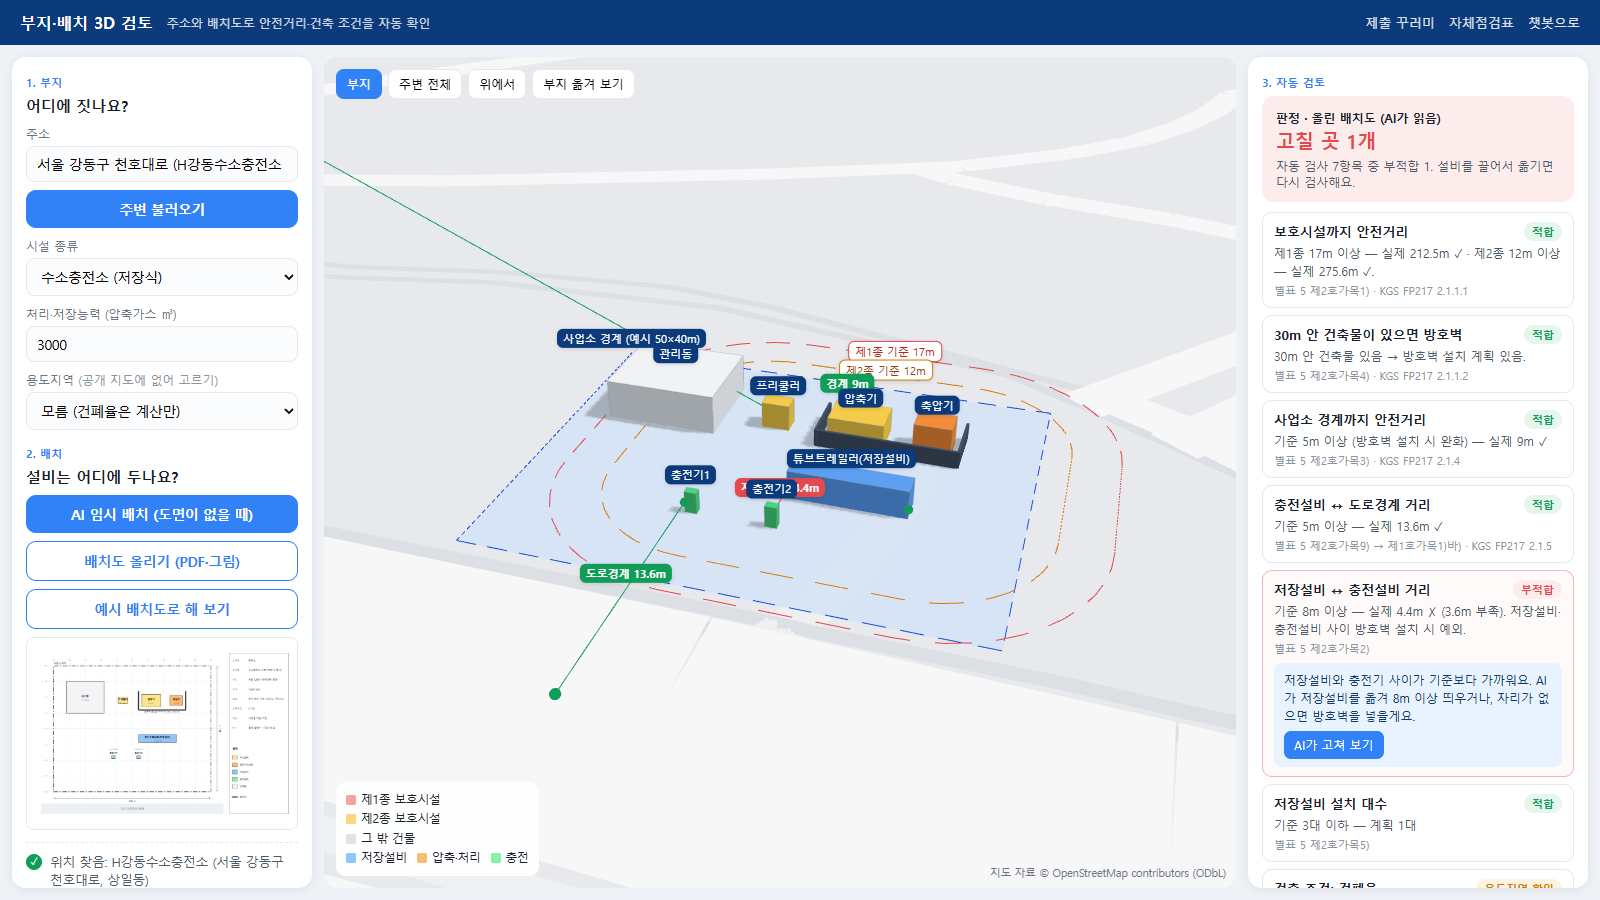 부지·배치 3D 검토
주소와 배치도로 안전거리·건축 조건을 자동 확인
제출 꾸러미
자체점검표
챗봇으로
1. 부지
어디에 짓나요?
주소
서울 강동구 천호대로 (H강동수소충전소
주변 불러오기
시설 종류
수소충전소 (저장식)
처리·저장능력 (압축가스 ㎥)
3000
용도지역 (공개 지도에 없어 고르기)
모름 (건폐율은 계산만)
2. 배치
설비는 어디에 두나요?
AI 임시 배치 (도면이 없을 때)
배치도 올리기 (PDF·그림)
예시 배치도로 해 보기
위치 찾음: H강동수소충전소 (서울 강동구
천호대로, 상일동)
부지
주변 전체
위에서
부지 옮겨 보기
사업소 경계 (예시 50×40m)
관리동
제1종 기준 17m
제2종 기준 12m
경계 9m
프리쿨러
압축기
축압기
튜브트레일러(저장설비)
충전기1
충전기2
4.4m
도로경계 13.6m
제1종 보호시설
제2종 보호시설
그 밖 건물
저장설비
압축·처리
충전
지도 자료 © OpenStreetMap contributors (ODbL)
3. 자동 검토
판정 · 올린 배치도 (AI가 읽음)
고칠 곳 1개
자동 검사 7항목 중 부적합 1. 설비를 끌어서 옮기면
다시 검사해요.
보호시설까지 안전거리
적합
제1종 17m 이상 — 실제 212.5m ✓ · 제2종 12m 이상
— 실제 275.6m ✓.
별표 5 제2호가목1) · KGS FP217 2.1.1.1
30m 안 건축물이 있으면 방호벽
적합
30m 안 건축물 있음 → 방호벽 설치 계획 있음.
별표 5 제2호가목4) · KGS FP217 2.1.1.2
사업소 경계까지 안전거리
적합
기준 5m 이상 (방호벽 설치 시 완화) — 실제 9m ✓
별표 5 제2호가목3) · KGS FP217 2.1.4
충전설비 ↔ 도로경계 거리
적합
기준 5m 이상 — 실제 13.6m ✓
별표 5 제2호가목9) → 제1호가목1)바) · KGS FP217 2.1.5
저장설비 ↔ 충전설비 거리
부적합
기준 8m 이상 — 실제 4.4m ✗ (3.6m 부족). 저장설비·
충전설비 사이 방호벽 설치 시 예외.
별표 5 제2호가목2)
저장설비와 충전기 사이가 기준보다 가까워요. AI
가 저장설비를 옮겨 8m 이상 띄우거나, 자리가 없
으면 방호벽을 넣을게요.
AI가 고쳐 보기
저장설비 설치 대수
적합
기준 3대 이하 — 계획 1대
별표 5 제2호가목5)